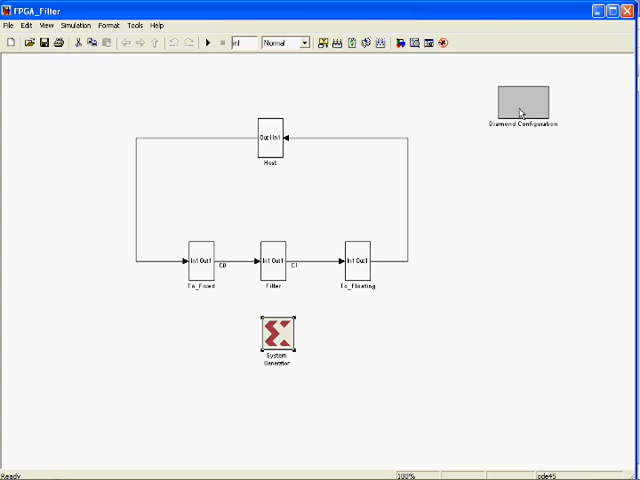 FPGA_Filter
File Edit View Simulation Format Tools Help
inf Normal
Diamond Configuration
Out1 In1
Host
In1 Out1
In1 Out1
In1 Out1
C0
C1
To_Fixed
Filter
To_Floating
System
Generator
Ready
100%
ode45